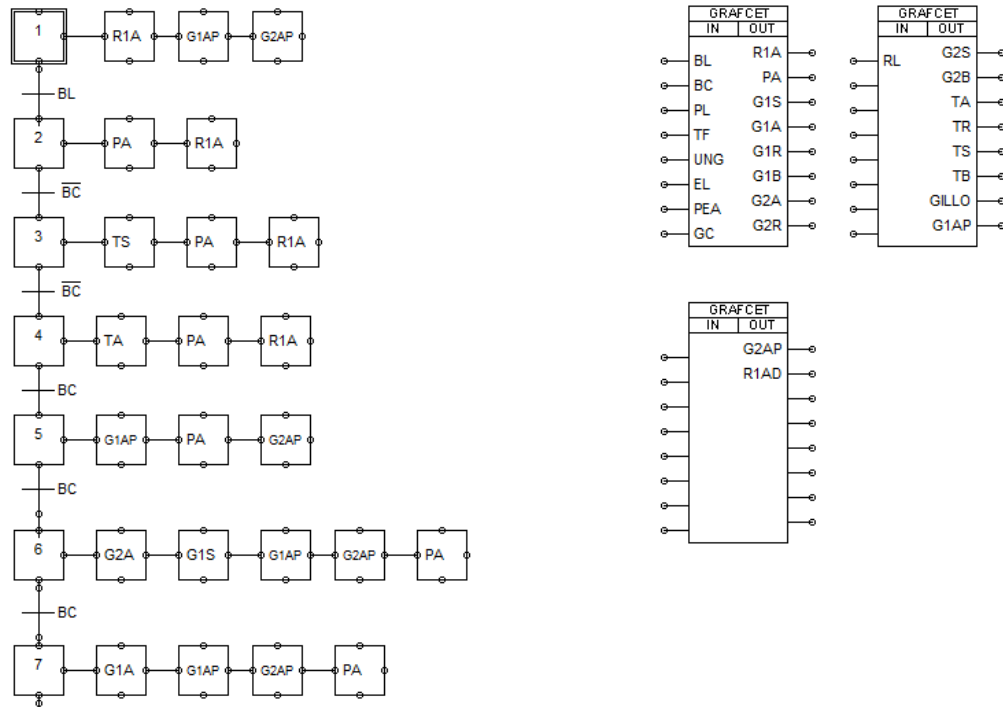 1 R1A G1AP G2AP
BL
2 PA R1A
B̅C̅
3 TS PA R1A
B̅C̅
4 TA PA R1A
BC
5 G1AP PA G2AP
BC
6 G2A G1S G1AP G2AP PA
BC
7 G1A G1AP G2AP PA
GRAFCET
IN OUT
BL R1A
BC PA
PL G1S
TF G1A
UNG G1R
EL G1B
PEA G2A
GC G2R
GRAFCET
IN OUT
RL G2S
G2B
TA
TR
TS
TB
GILLO
G1AP
GRAFCET
IN OUT
G2AP
R1AD